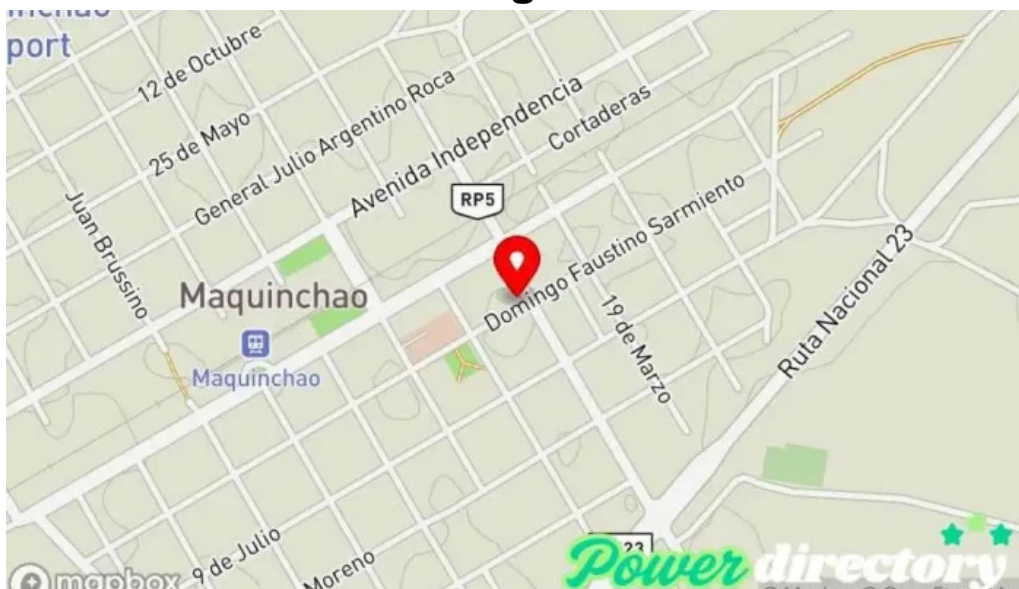 port
12 de Octubre
25 de Mayo
General Julio Argentino Roca
Avenida Independencia
Cortaderas
RP5
Juan Brussino
Domingo Faustino Sarmiento
Maquinchao
19 de Marzo
Ruta Nacional 23
Maquinchao
9 de Julio
Moreno
23
mapbox
Power directory